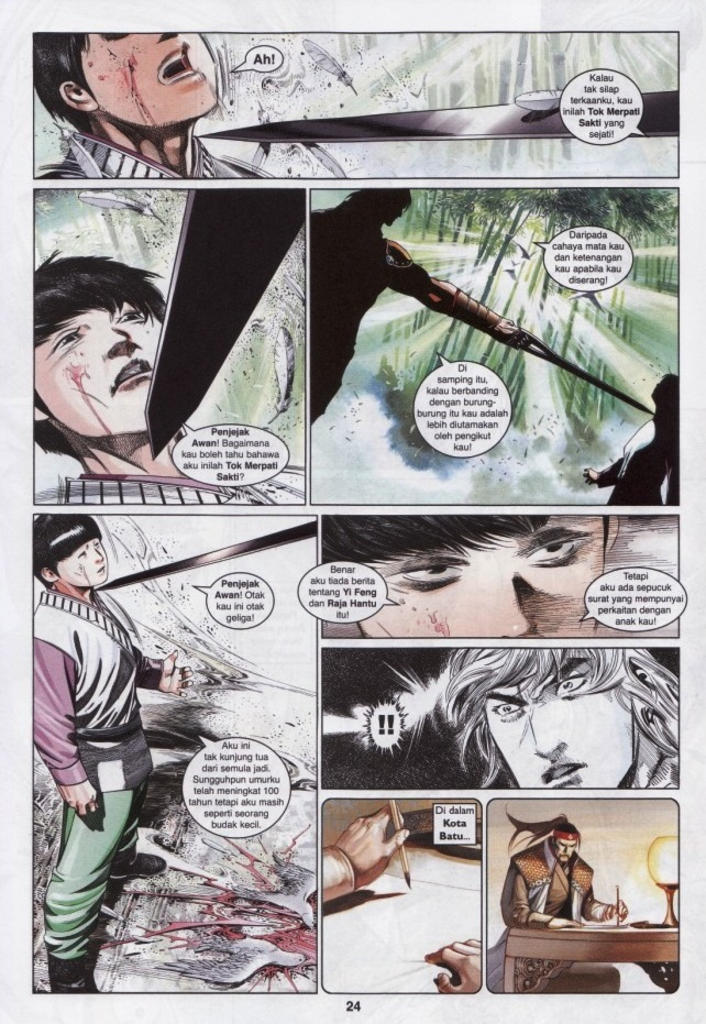 Ah!
Kalau
tak silap
terkaanku, kau
inilah Tok Merpati
Sakti yang
sejati!
Penjejak
Awan! Bagaimana
kau boleh tahu bahawa
aku inilah Tok Merpati
Sakti?
Daripada
cahaya mata kau
dan ketenangan
kau apabila kau
diserang!
Di
samping itu,
kalau berbanding
dengan burung-
burung itu kau adalah
lebih diutamakan
oleh pengikut
kau!
Penjejak
Awan! Otak
kau ini otak
geliga!
Aku ini
tak kunjung tua
dari semula jadi.
Sungguhpun umurku
telah meningkat 100
tahun tetapi aku masih
seperti seorang
budak kecil.
Benar
aku tiada berita
tentang Yi Feng
dan Raja Hantu
itu!
Tetapi
aku ada sepucuk
surat yang mempunyai
perkaitan dengan
anak kau!
!!
Di dalam
Kota
Batu...
24